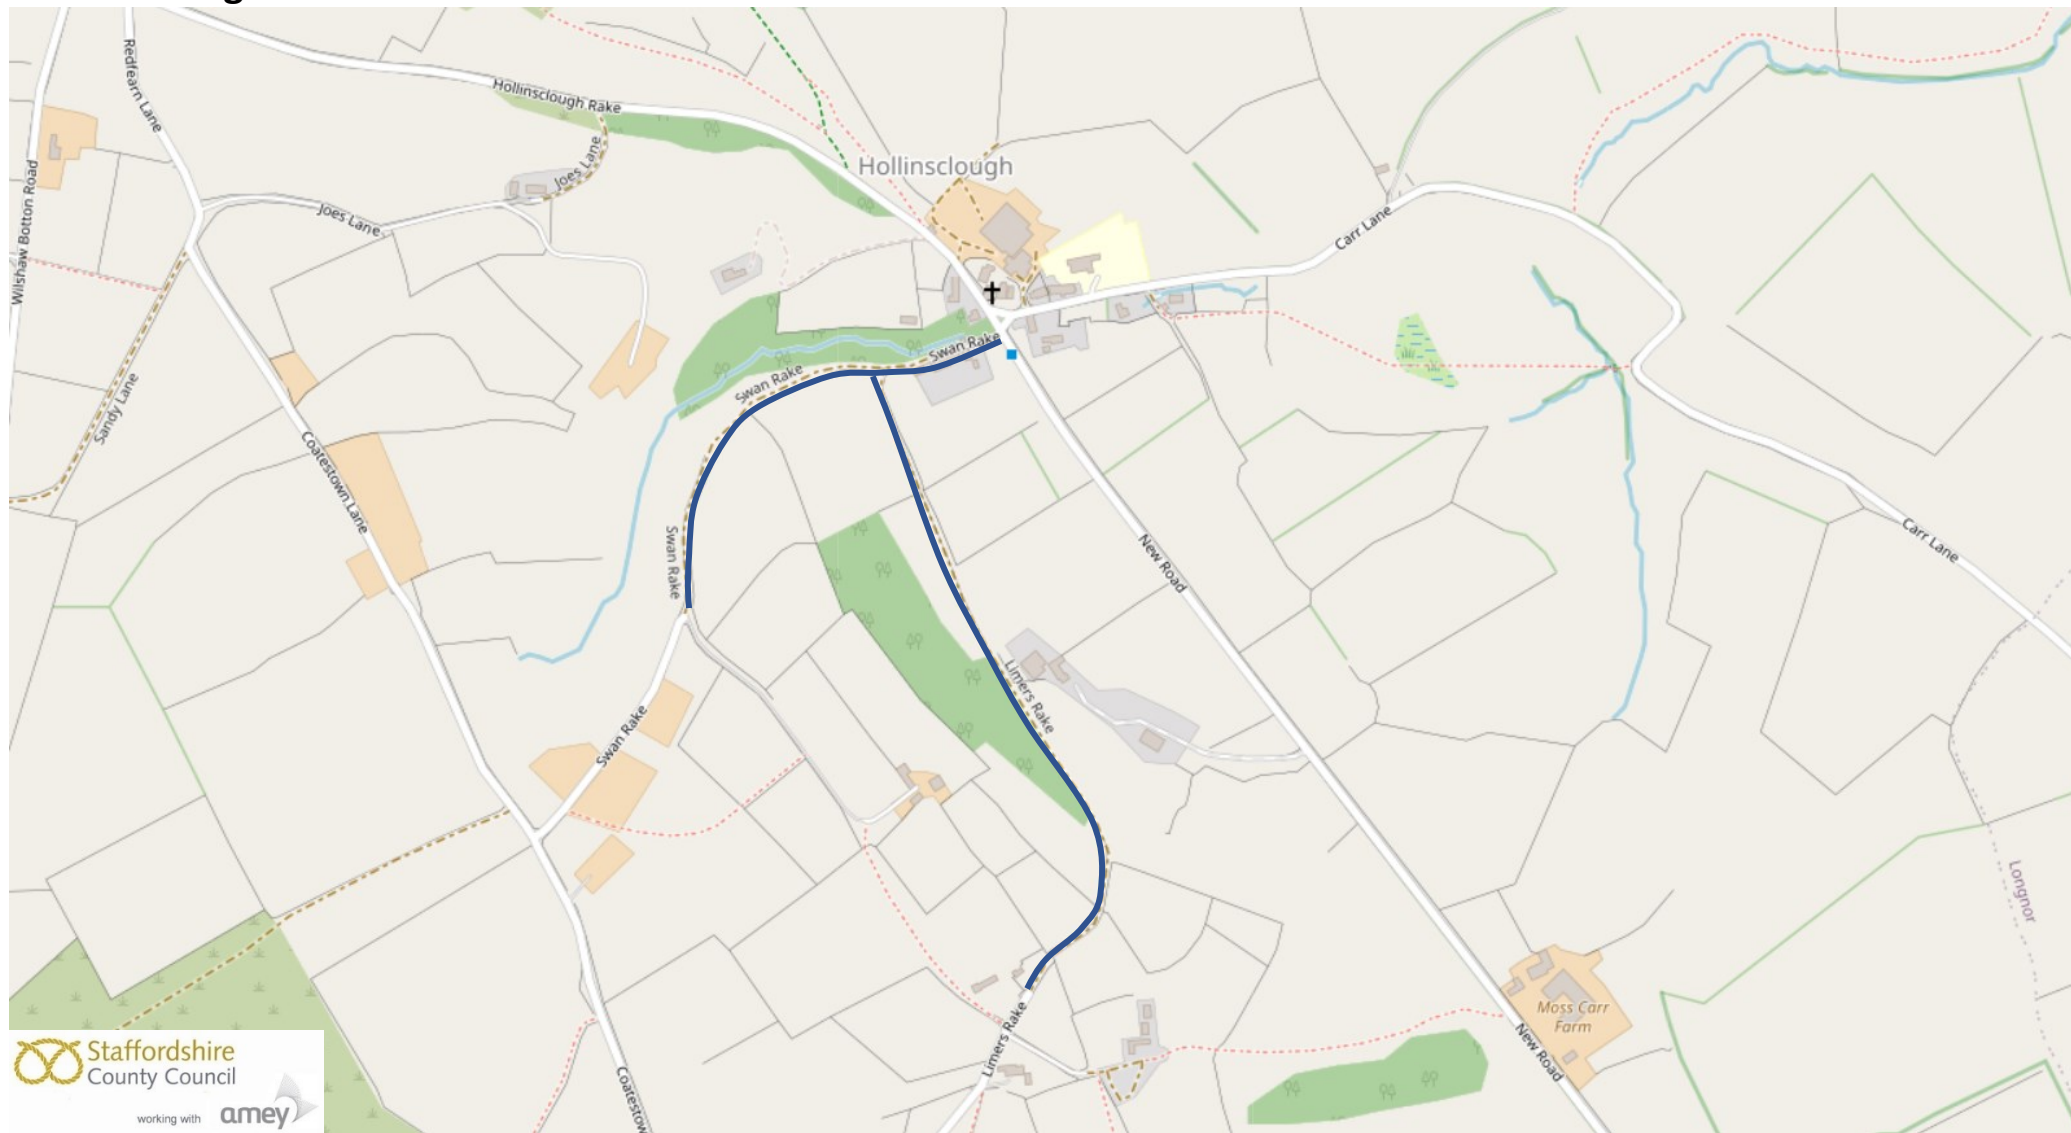 Redfearn Lane
Hollinsclough Rake
Joes Lane
Hollinsclough
Wilshaw Botton Road
Joes Lane
Carr Lane
Swan Rake
Swan Rake
Sandy Lane
Coatestown Lane
Swan Rake
New Road
Carr Lane
Limers Rake
Swan Rake
Longnor
Moss Carr
Farm
Limers Rake
New Road
Coatestow
Staffordshire
County Council
working with amey